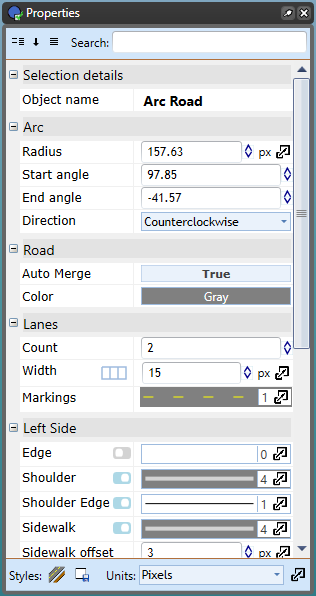 Properties
Search:
Selection details
Object name Arc Road
Arc
Radius 157.63 px
Start angle 97.85
End angle -41.57
Direction Counterclockwise
Road
Auto Merge True
Color Gray
Lanes
Count 2
Width 15 px
Markings 1
Left Side
Edge 0
Shoulder 4
Shoulder Edge 1
Sidewalk 4
Sidewalk offset 3 px
Styles: Units: Pixels